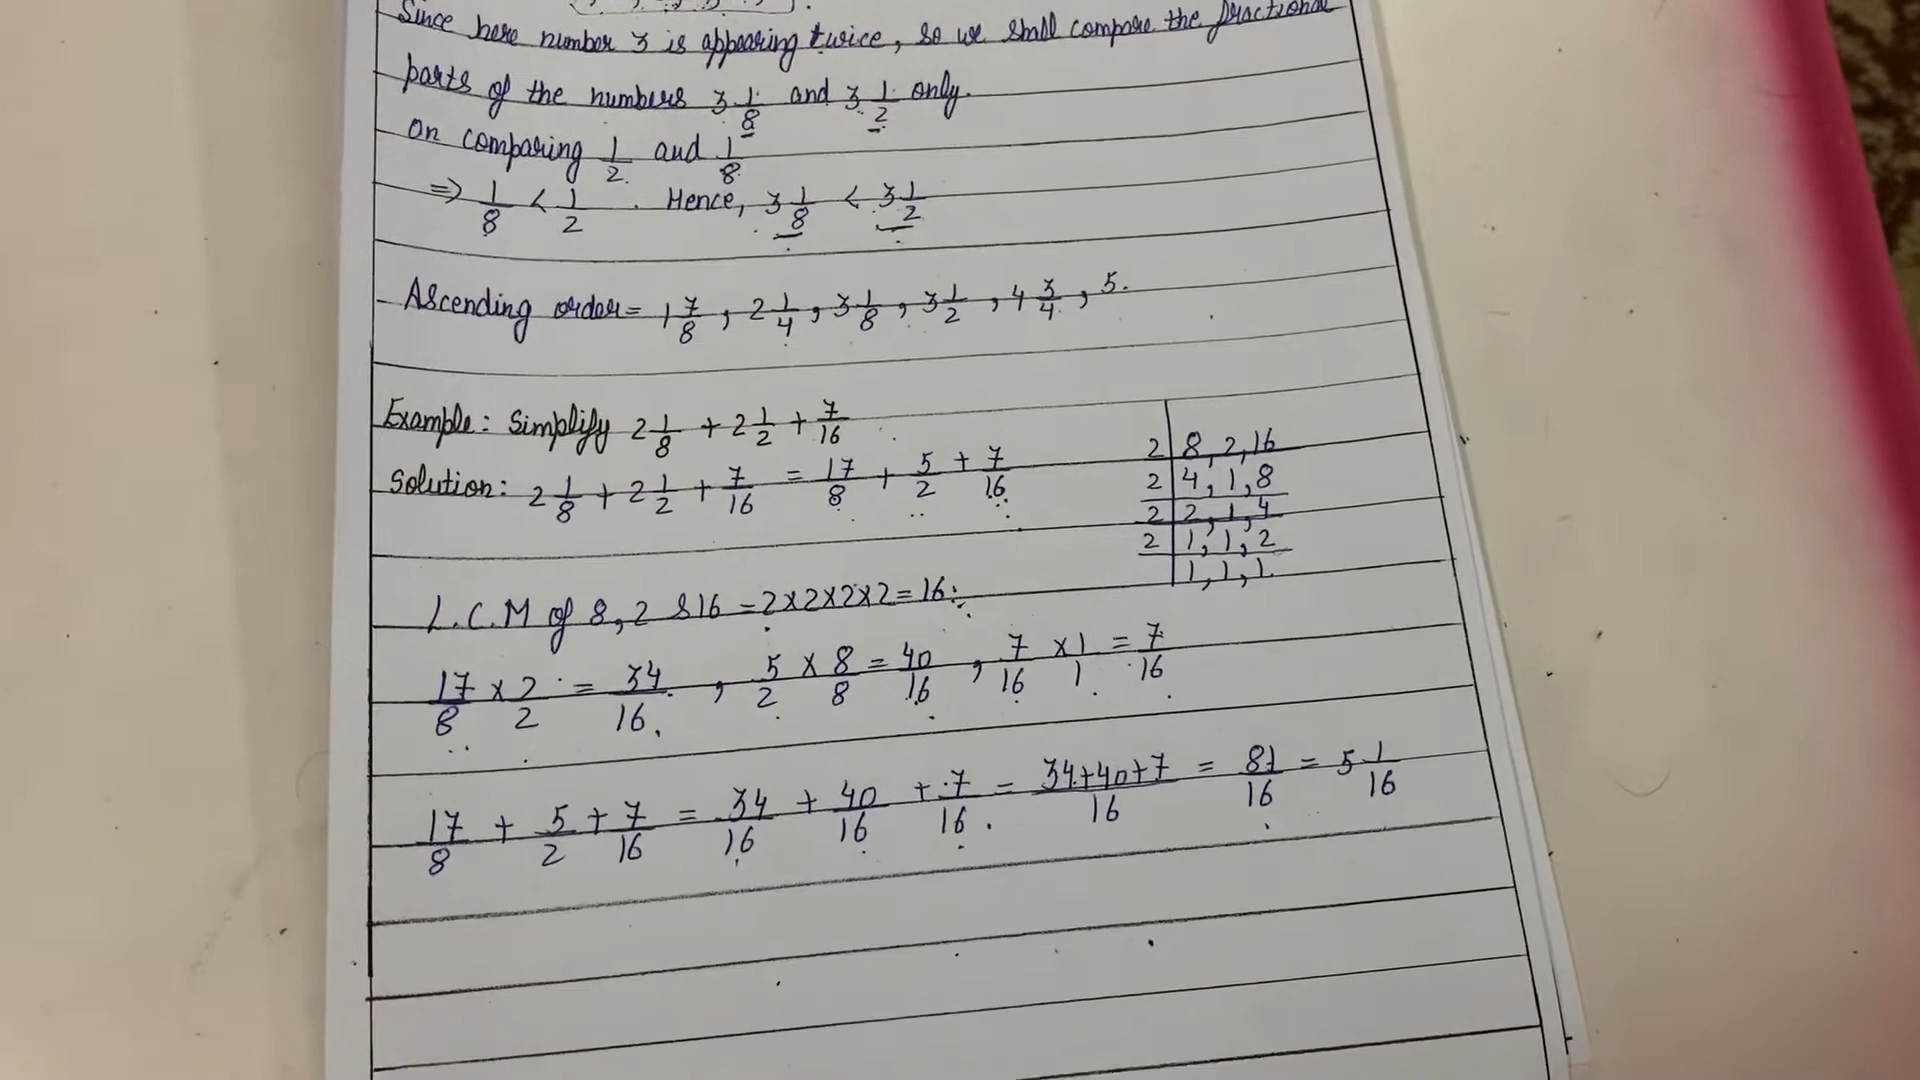 Since here number 3 is appearing twice, so we shall compare the fractional
parts of the numbers 3 1/8 and 3 1/2 only.
On comparing 1/2 and 1/8
⇒ 1/8 < 1/2 . Hence, 3 1/8 < 3 1/2
Ascending order = 1 7/8, 2 1/4, 3 1/8, 3 1/2, 4 3/4, 5.
Example: Simplify 2 1/8 + 2 1/2 + 7/16
Solution: 2 1/8 + 2 1/2 + 7/16 = 17/8 + 5/2 + 7/16
2 | 8, 2, 16
2 | 4, 1, 8
2 | 2, 1, 4
2 | 1, 1, 2
1, 1, 1.
L.C.M of 8, 2 & 16 = 2×2×2×2 = 16.
17/8 × 2/2 = 34/16, 5/2 × 8/8 = 40/16, 7/16 × 1/1 = 7/16
17/8 + 5/2 + 7/16 = 34/16 + 40/16 + 7/16 = 34+40+7/16 = 81/16 = 5 1/16